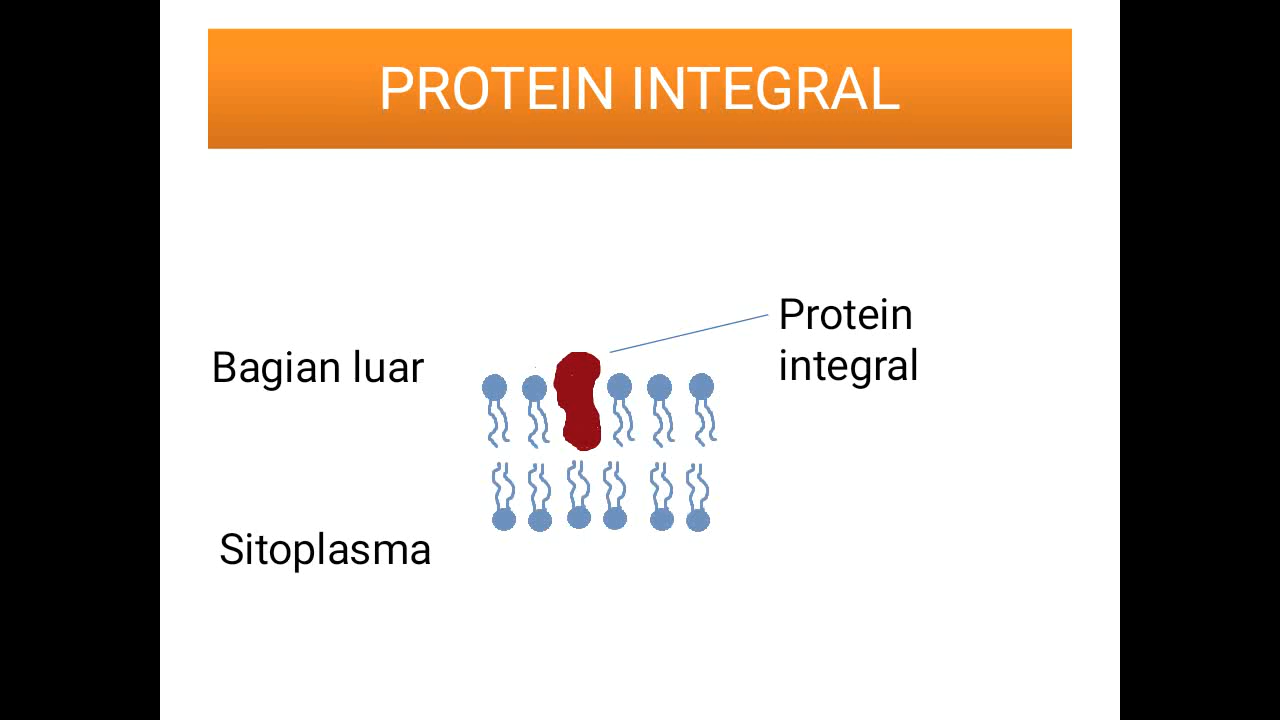 PROTEIN INTEGRAL
Protein
integral
Bagian luar
Sitoplasma